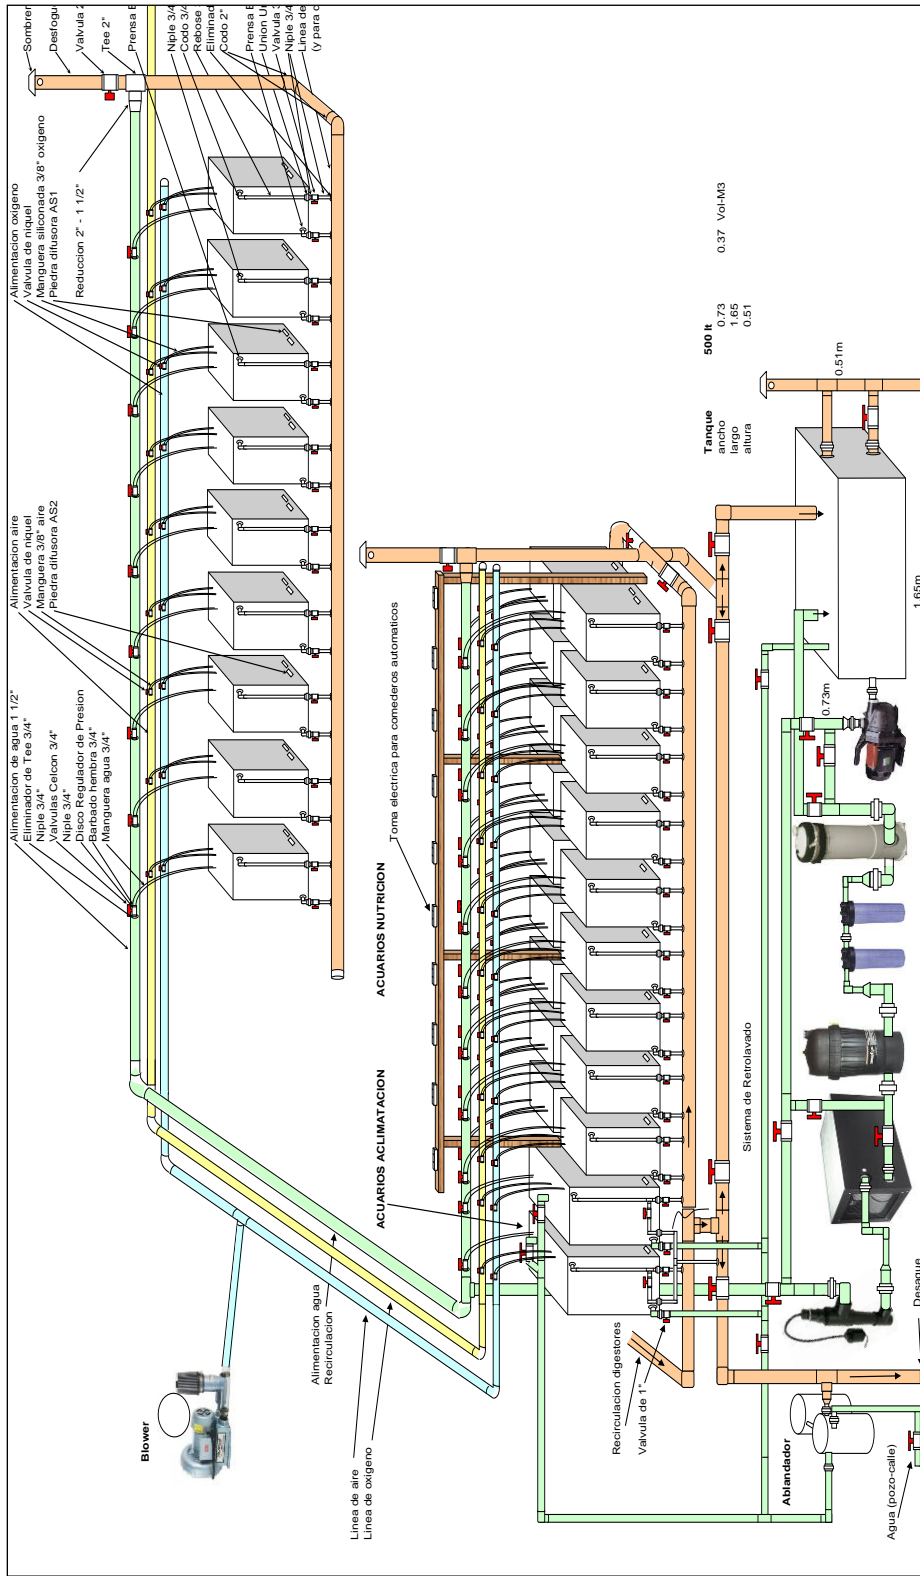 Alimentacion de agua 1 1/2"
Eliminador de Tee 3/4"
Niple 3/4"
Valvulas Celcon 3/4"
Niple 3/4"
Disco Regulador de Presion
Barbado hembra 3/4"
Manguera agua 3/4"
Alimentacion aire
Valvula de niquel
Manguera 3/8" aire
Piedra difusora AS2
Alimentacion oxigeno
Valvula de niquel
Manguera siliconada 3/8" oxigeno
Piedra difusora AS1
Reduccion 2" - 1 1/2"
Sombrer
Desfogu
Valvula 2
Tee 2"
Prensa E
Niple 3/4
Codo 3/4
Rebose
Eliminad
Codo 2"
Prensa E
Union Un
Valvula 3
Niple 3/4
Linea de
(y para c
Blower
Linea de aire
Linea de oxigeno
Alimentacion agua
Recirculacion
ACUARIOS ACLIMATACION
ACUARIOS NUTRICION
Toma electrica para comederos automaticos
Recirculacion digestores
Valvula de 1"
Sistema de Retrolavado
Tanque 500 lt
ancho 0.73 0.37 Vol-M3
largo 1.65
altura 0.51
0.51m
0.73m
1.65m
Ablandador
Agua (pozo-calle)
Desague